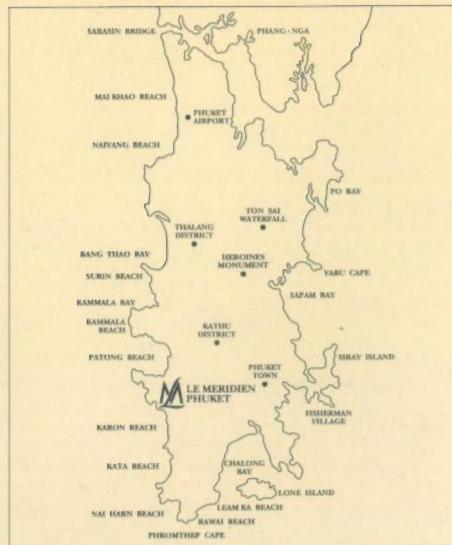 SARASIN BRIDGE
PHANG - NGA
MAI KHAO BEACH
PHUKET
AIRPORT
NAIYANG BEACH
PO BAY
TON SAI
WATERFALL
THALANG
DISTRICT
BANG THAO BAY
HEROINES
MONUMENT
YABU CAPE
SURIN BEACH
SAPAM BAY
KAMMALA BAY
KAMMALA
BEACH
KATHU
DISTRICT
PATONG BEACH
SIRAY ISLAND
PHUKET
TOWN
LE MERIDIEN
PHUKET
FISHERMAN
VILLAGE
KARON BEACH
KATA BEACH
CHALONG
BAY
LONE ISLAND
LEAM KA BEACH
NAI HARN BEACH
RAWAI BEACH
PHROMTHEP CAPE